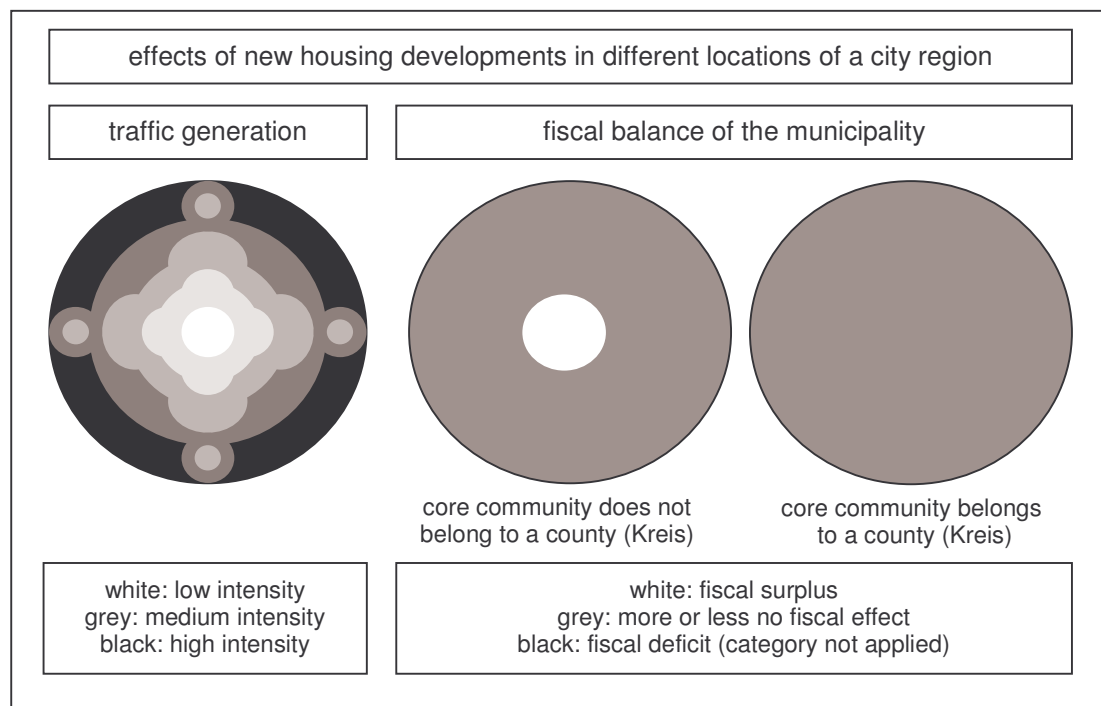 effects of new housing developments in different locations of a city region
traffic generation
fiscal balance of the municipality
core community does not
belong to a county (Kreis)
core community belongs
to a county (Kreis)
white: low intensity
grey: medium intensity
black: high intensity
white: fiscal surplus
grey: more or less no fiscal effect
black: fiscal deficit (category not applied)